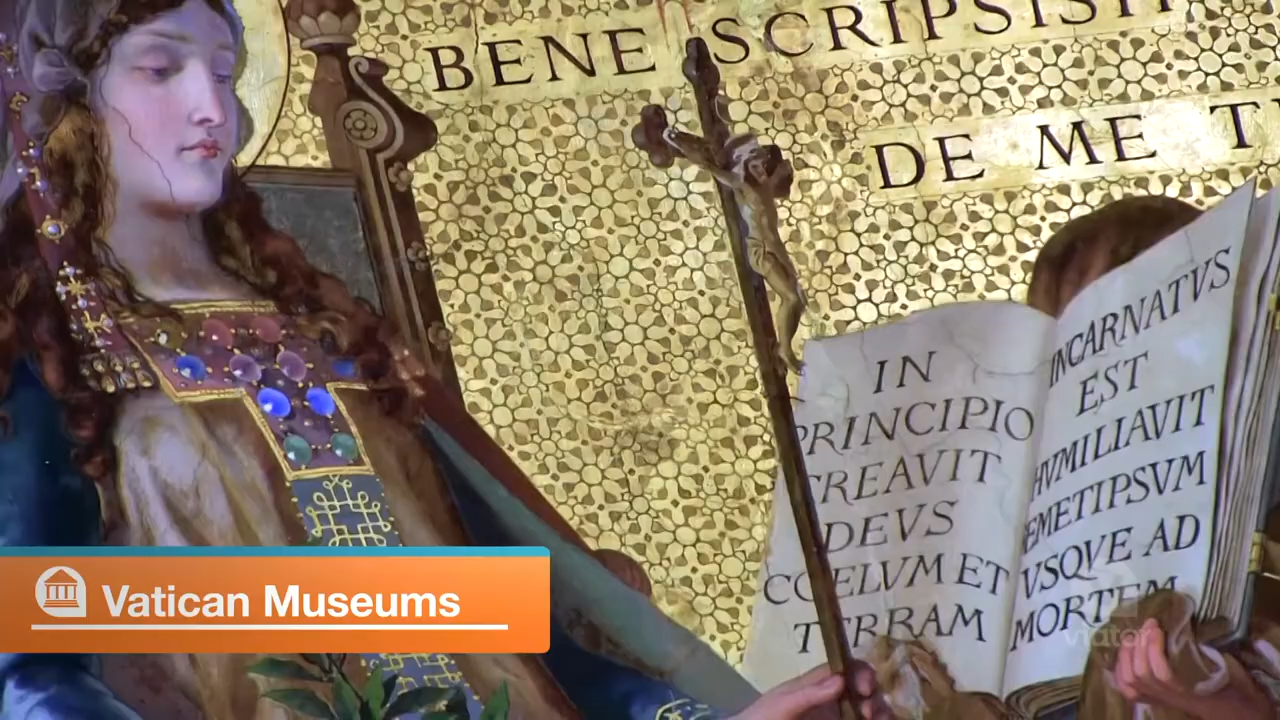 BENE SCRIPSISTI
DE ME
IN
PRINCIPIO
CREAVIT
DEVS
COELVM ET
TERRAM
INCARNATVS
EST
HVMILIAVIT
SEMETIPSVM
VSQVE AD
MORTEM
Vatican Museums
viator